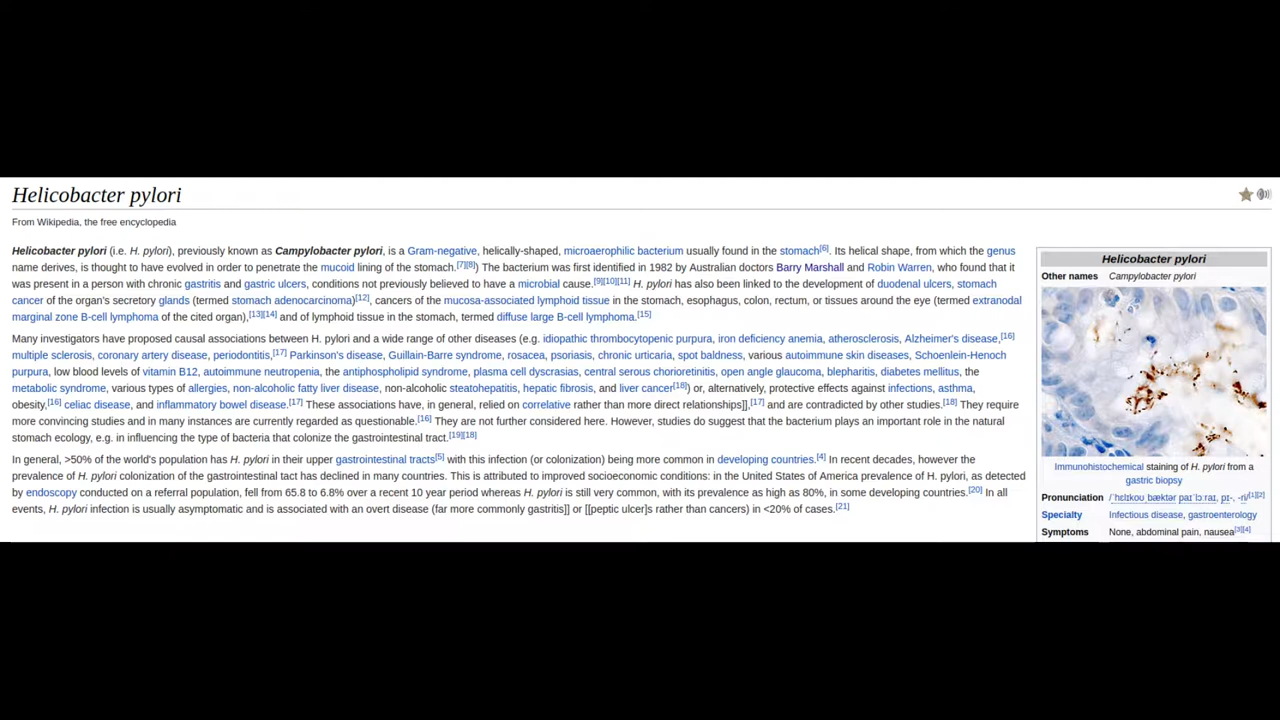 Helicobacter pylori
From Wikipedia, the free encyclopedia
Helicobacter pylori (i.e. H. pylori), previously known as Campylobacter pylori, is a Gram-negative, helically-shaped, microaerophilic bacterium usually found in the stomach[6]. Its helical shape, from which the genus
name derives, is thought to have evolved in order to penetrate the mucoid lining of the stomach.[7][8]) The bacterium was first identified in 1982 by Australian doctors Barry Marshall and Robin Warren, who found that it
was present in a person with chronic gastritis and gastric ulcers, conditions not previously believed to have a microbial cause.[9][10][11] H. pylori has also been linked to the development of duodenal ulcers, stomach
cancer of the organ's secretory glands (termed stomach adenocarcinoma)[12], cancers of the mucosa-associated lymphoid tissue in the stomach, esophagus, colon, rectum, or tissues around the eye (termed extranodal
marginal zone B-cell lymphoma of the cited organ),[13][14] and of lymphoid tissue in the stomach, termed diffuse large B-cell lymphoma.[15]
Many investigators have proposed causal associations between H. pylori and a wide range of other diseases (e.g. idiopathic thrombocytopenic purpura, iron deficiency anemia, atherosclerosis, Alzheimer's disease,[16]
multiple sclerosis, coronary artery disease, periodontitis,[17] Parkinson's disease, Guillain-Barre syndrome, rosacea, psoriasis, chronic urticaria, spot baldness, various autoimmune skin diseases, Schoenlein-Henoch
purpura, low blood levels of vitamin B12, autoimmune neutropenia, the antiphospholipid syndrome, plasma cell dyscrasias, central serous chorioretinitis, open angle glaucoma, blepharitis, diabetes mellitus, the
metabolic syndrome, various types of allergies, non-alcoholic fatty liver disease, non-alcoholic steatohepatitis, hepatic fibrosis, and liver cancer[18]) or, alternatively, protective effects against infections, asthma,
obesity,[16] celiac disease, and inflammatory bowel disease.[17] These associations have, in general, relied on correlative rather than more direct relationships]],[17] and are contradicted by other studies.[18] They require
more convincing studies and in many instances are currently regarded as questionable.[16] They are not further considered here. However, studies do suggest that the bacterium plays an important role in the natural
stomach ecology, e.g. in influencing the type of bacteria that colonize the gastrointestinal tract.[19][18]
In general, >50% of the world's population has H. pylori in their upper gastrointestinal tracts[5] with this infection (or colonization) being more common in developing countries.[4] In recent decades, however the
prevalence of H. pylori colonization of the gastrointestinal tact has declined in many countries. This is attributed to improved socioeconomic conditions: in the United States of America prevalence of H. pylori, as detected
by endoscopy conducted on a referral population, fell from 65.8 to 6.8% over a recent 10 year period whereas H. pylori is still very common, with its prevalence as high as 80%, in some developing countries.[20] In all
events, H. pylori infection is usually asymptomatic and is associated with an overt disease (far more commonly gastritis]] or [[peptic ulcer]s rather than cancers) in <20% of cases.[21]
Helicobacter pylori
Other names Campylobacter pylori
Immunohistochemical staining of H. pylori from a
gastric biopsy
Pronunciation /ˌhɛlɪkoʊˌbæktər paɪˈlɔːraɪ, pɪ-, -ri/[1][2]
Specialty Infectious disease, gastroenterology
Symptoms None, abdominal pain, nausea[3][4]